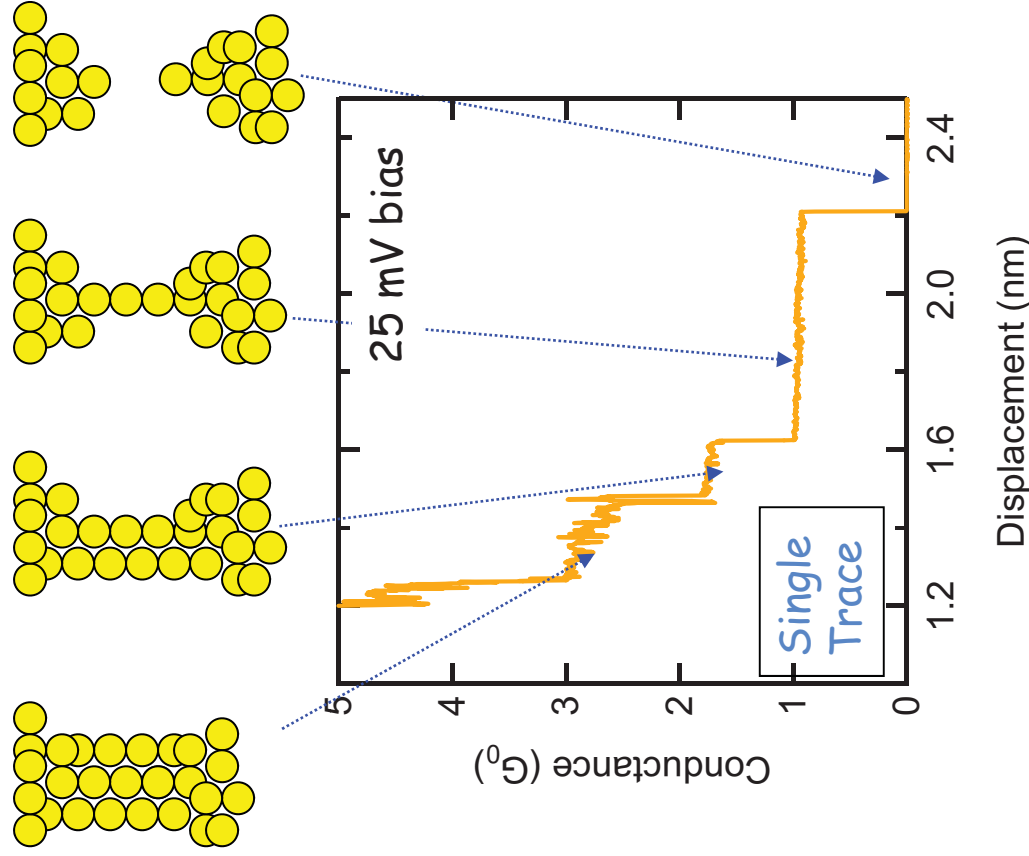 25 mV bias
Single
Trace
Conductance (G₀)
5
4
3
2
1
0
1.2
1.6
2.0
2.4
Displacement (nm)